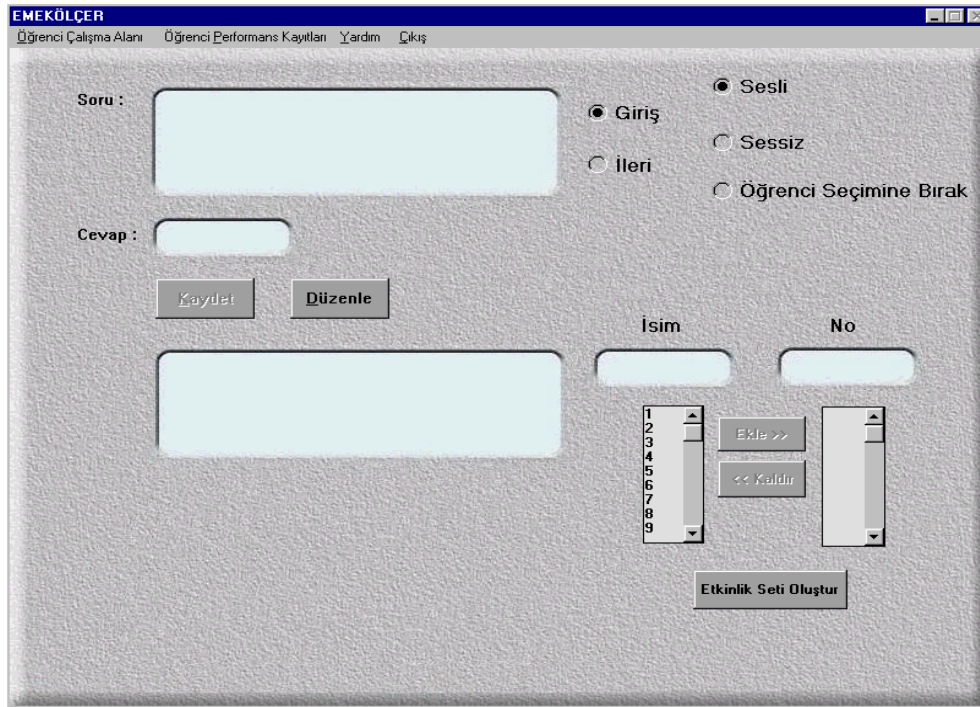 EMEKÖLÇER
Öğrenci Çalışma Alanı Öğrenci Performans Kayıtları Yardım Çıkış
Soru :
Giriş
İleri
Sesli
Sessiz
Öğrenci Seçimine Bırak
Cevap :
Kaydet Düzenle
İsim No
1
2
3
4
5
6
7
8
9
Ekle >>
<< Kaldır
Etkinlik Seti Oluştur